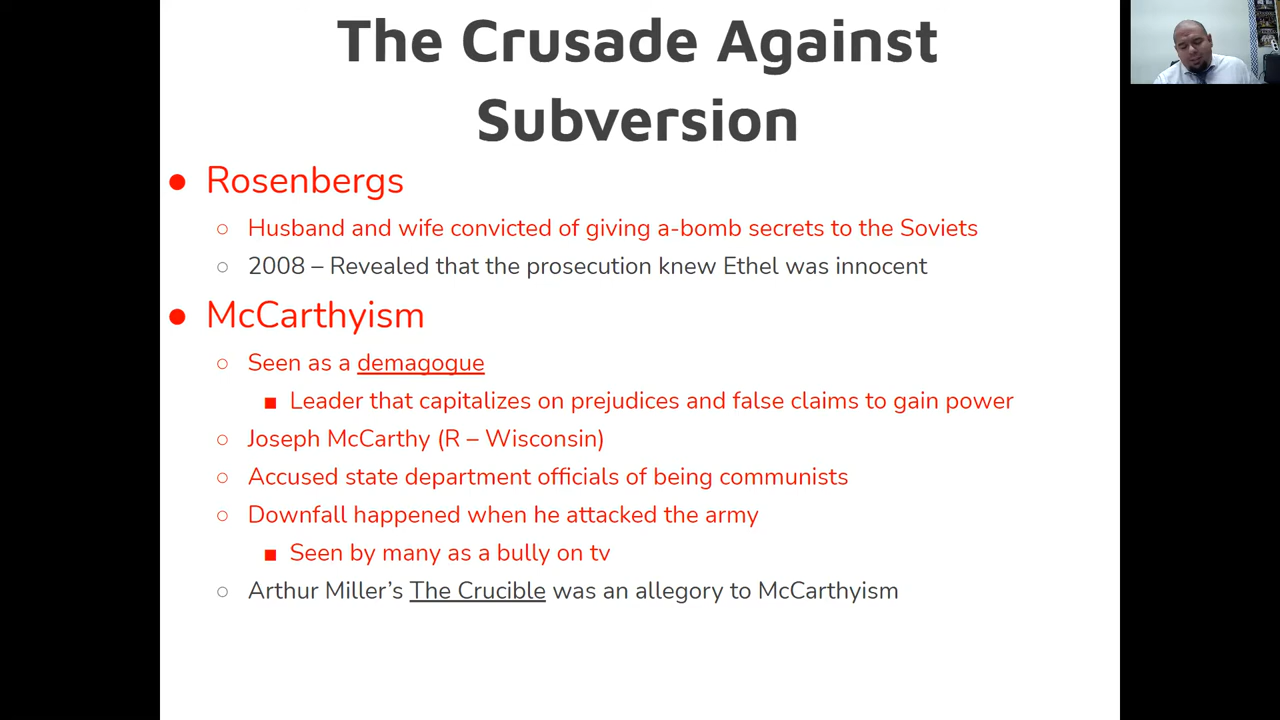 The Crusade Against
Subversion
● Rosenbergs
○ Husband and wife convicted of giving a-bomb secrets to the Soviets
○ 2008 – Revealed that the prosecution knew Ethel was innocent
● McCarthyism
○ Seen as a demagogue
■ Leader that capitalizes on prejudices and false claims to gain power
○ Joseph McCarthy (R – Wisconsin)
○ Accused state department officials of being communists
○ Downfall happened when he attacked the army
■ Seen by many as a bully on tv
○ Arthur Miller’s The Crucible was an allegory to McCarthyism